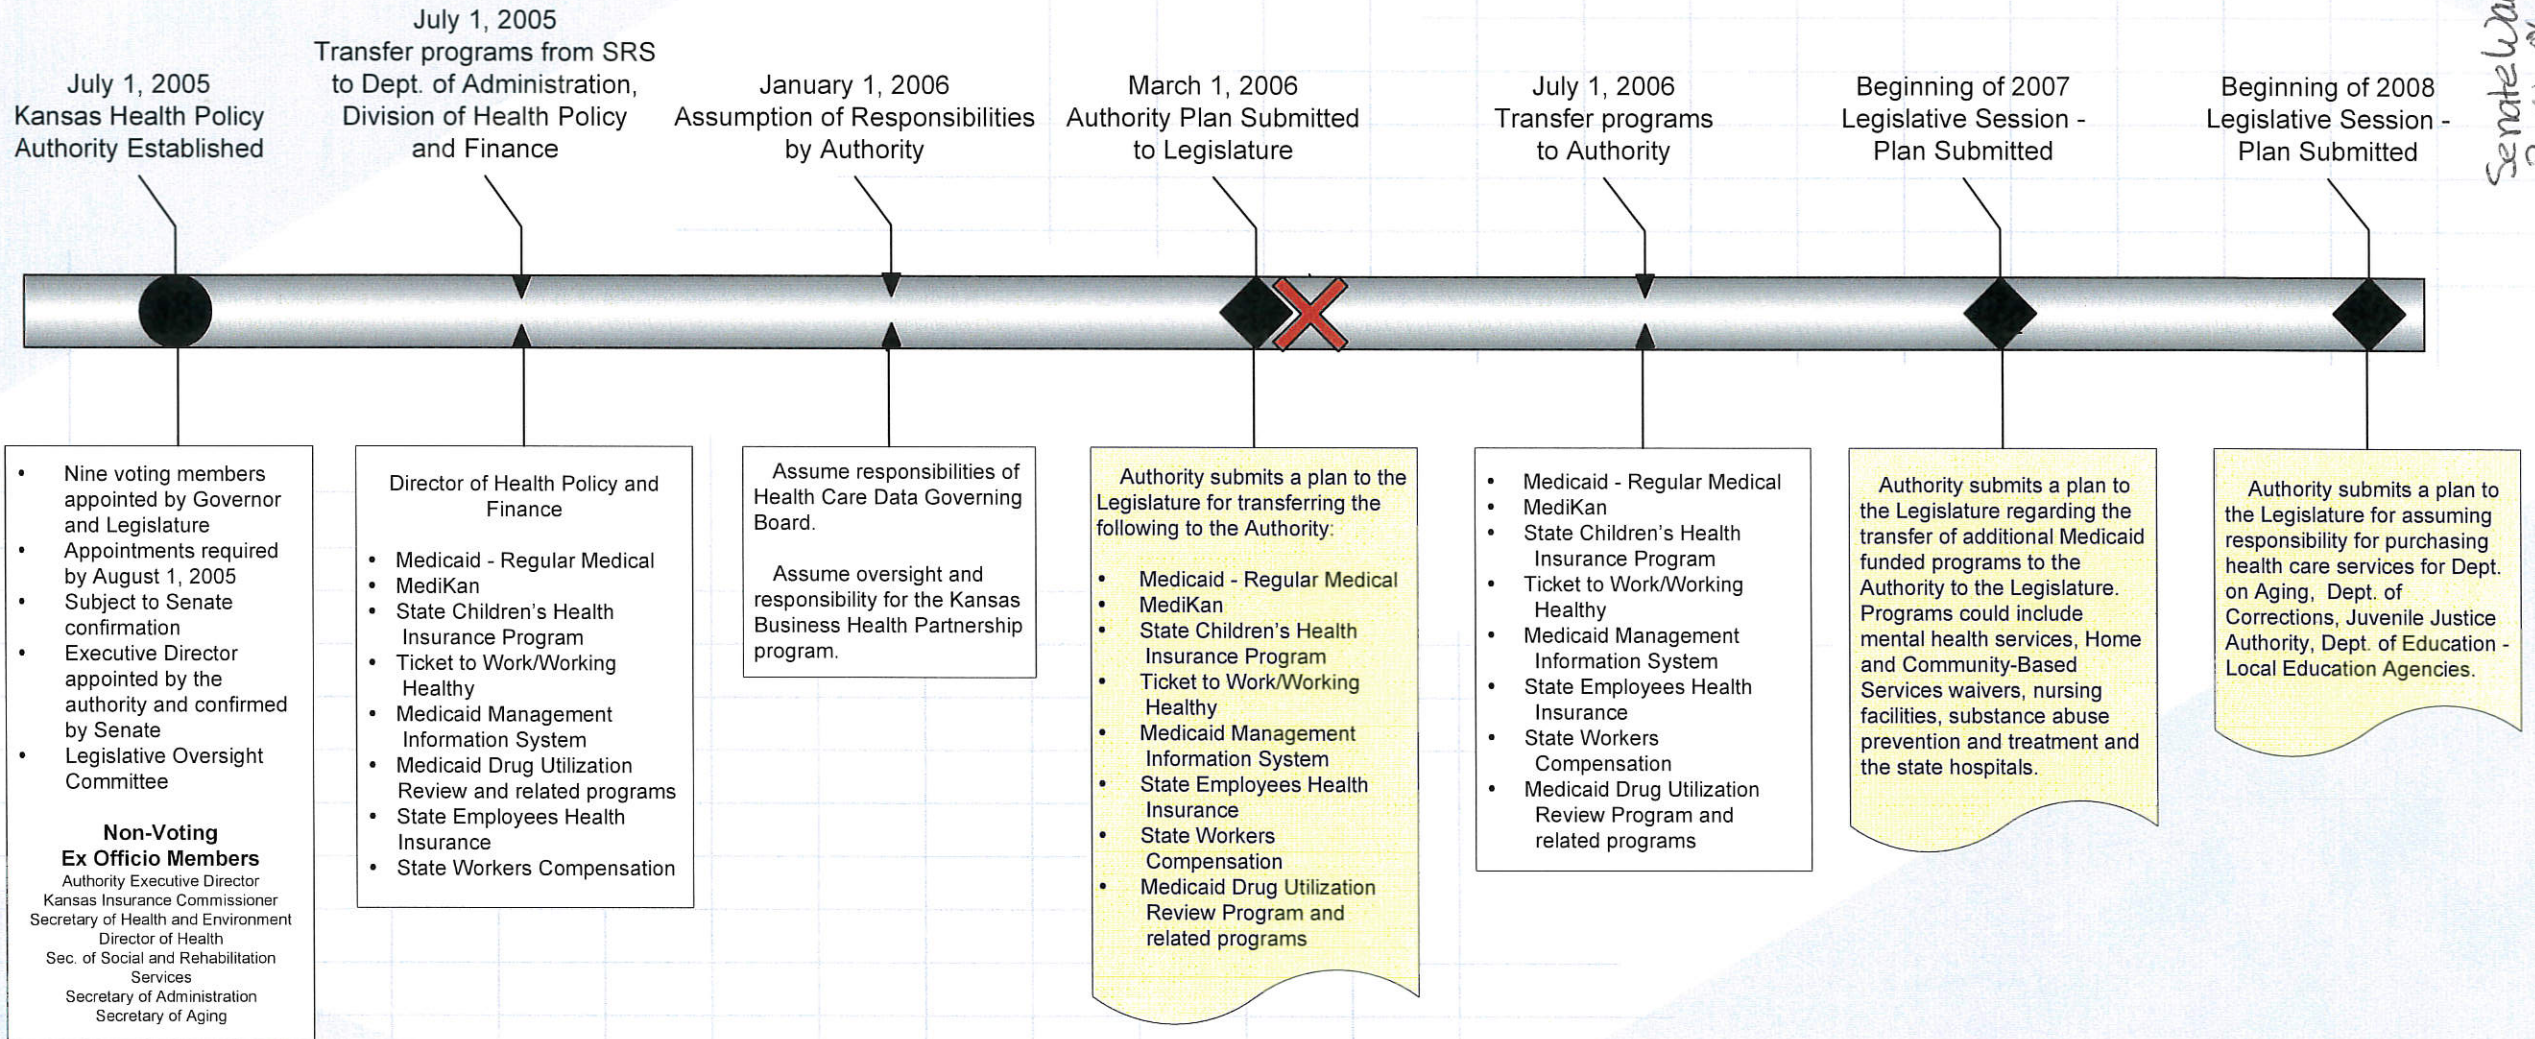 July 1, 2005
Kansas Health Policy
Authority Established
July 1, 2005
Transfer programs from SRS
to Dept. of Administration,
Division of Health Policy
and Finance
January 1, 2006
Assumption of Responsibilities
by Authority
March 1, 2006
Authority Plan Submitted
to Legislature
July 1, 2006
Transfer programs
to Authority
Beginning of 2007
Legislative Session -
Plan Submitted
Beginning of 2008
Legislative Session -
Plan Submitted
Senate
• Nine voting members
appointed by Governor
and Legislature
• Appointments required
by August 1, 2005
• Subject to Senate
confirmation
• Executive Director
appointed by the
authority and confirmed
by Senate
• Legislative Oversight
Committee
Non-Voting
Ex Officio Members
Authority Executive Director
Kansas Insurance Commissioner
Secretary of Health and Environment
Director of Health
Sec. of Social and Rehabilitation
Services
Secretary of Administration
Secretary of Aging
Director of Health Policy and
Finance
• Medicaid - Regular Medical
• MediKan
• State Children's Health
Insurance Program
• Ticket to Work/Working
Healthy
• Medicaid Management
Information System
• Medicaid Drug Utilization
Review and related programs
• State Employees Health
Insurance
• State Workers Compensation
Assume responsibilities of
Health Care Data Governing
Board.
Assume oversight and
responsibility for the Kansas
Business Health Partnership
program.
Authority submits a plan to the
Legislature for transferring the
following to the Authority:
• Medicaid - Regular Medical
• MediKan
• State Children's Health
Insurance Program
• Ticket to Work/Working
Healthy
• Medicaid Management
Information System
• State Employees Health
Insurance
• State Workers
Compensation
• Medicaid Drug Utilization
Review Program and
related programs
• Medicaid - Regular Medical
• MediKan
• State Children's Health
Insurance Program
• Ticket to Work/Working
Healthy
• Medicaid Management
Information System
• State Employees Health
Insurance
• State Workers
Compensation
• Medicaid Drug Utilization
Review Program and
related programs
Authority submits a plan to
the Legislature regarding the
transfer of additional Medicaid
funded programs to the
Authority to the Legislature.
Programs could include
mental health services, Home
and Community-Based
Services waivers, nursing
facilities, substance abuse
prevention and treatment and
the state hospitals.
Authority submits a plan to
the Legislature for assuming
responsibility for purchasing
health care services for Dept.
on Aging, Dept. of
Corrections, Juvenile Justice
Authority, Dept. of Education -
Local Education Agencies.